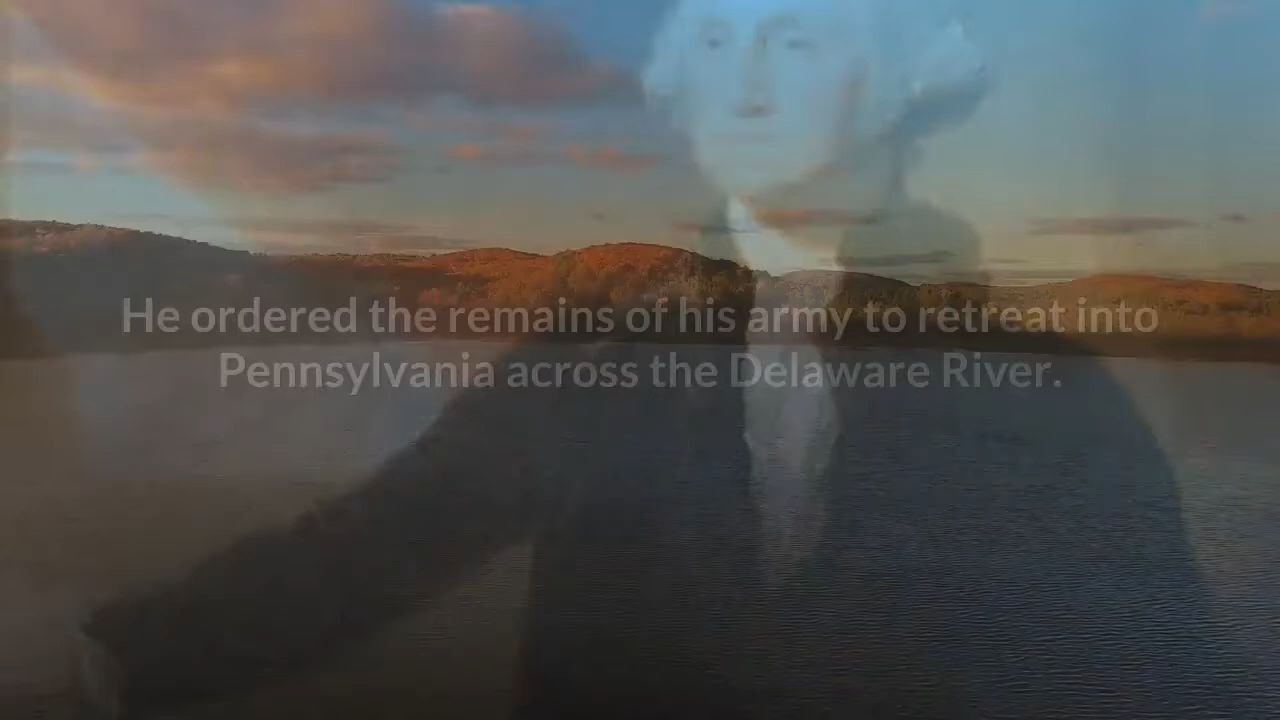 He ordered the remains of his army to retreat into
Pennsylvania across the Delaware River.